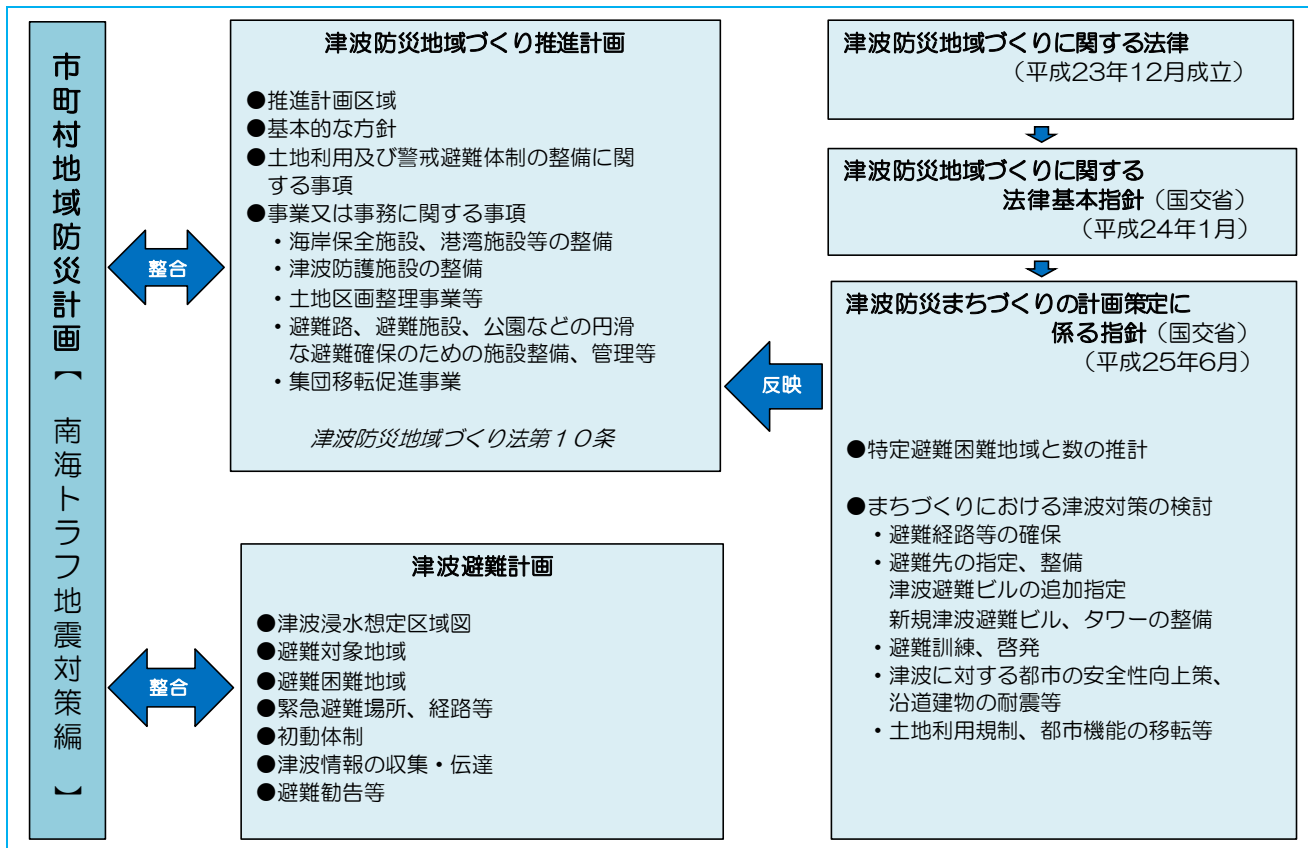 市町村地域防災計画【南海トラフ地震対策編】
整合
整合
津波防災地域づくり推進計画
●推進計画区域
●基本的な方針
●土地利用及び警戒避難体制の整備に関
する事項
●事業又は事務に関する事項
・海岸保全施設、港湾施設等の整備
・津波防護施設の整備
・土地区画整理事業等
・避難路、避難施設、公園などの円滑
な避難確保のための施設整備、管理等
・集団移転促進事業
津波防災地域づくり法第１０条
津波避難計画
●津波浸水想定区域図
●避難対象地域
●避難困難地域
●緊急避難場所、経路等
●初動体制
●津波情報の収集・伝達
●避難勧告等
反映
津波防災地域づくりに関する法律
（平成23年12月成立）
津波防災地域づくりに関する
法律基本指針（国交省）
（平成24年1月）
津波防災まちづくりの計画策定に
係る指針（国交省）
（平成25年6月）
●特定避難困難地域と数の推計
●まちづくりにおける津波対策の検討
・避難経路等の確保
・避難先の指定、整備
津波避難ビルの追加指定
新規津波避難ビル、タワーの整備
・避難訓練、啓発
・津波に対する都市の安全性向上策、
沿道建物の耐震等
・土地利用規制、都市機能の移転等